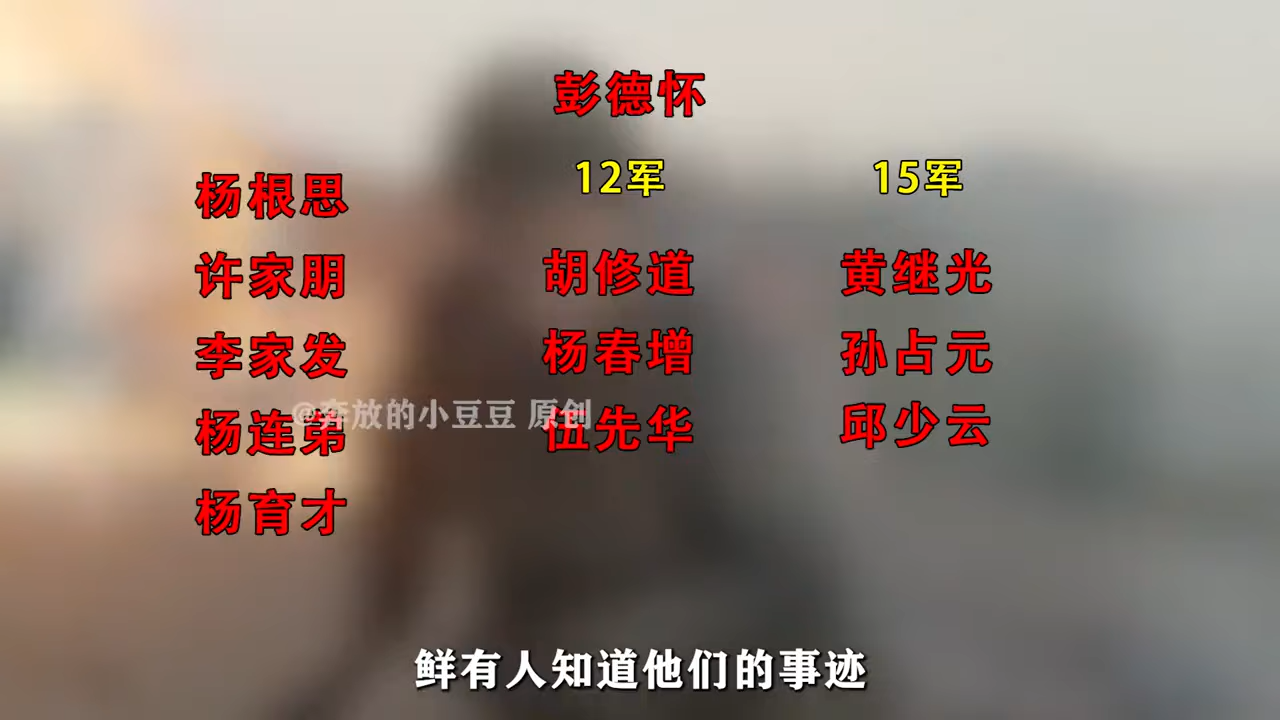 彭德怀
12军 15军
杨根思
许家朋 胡修道 黄继光
李家发 杨春增 孙占元
杨连第 伍先华 邱少云
@奔放的小豆豆 原创
杨育才
鲜有人知道他们的事迹